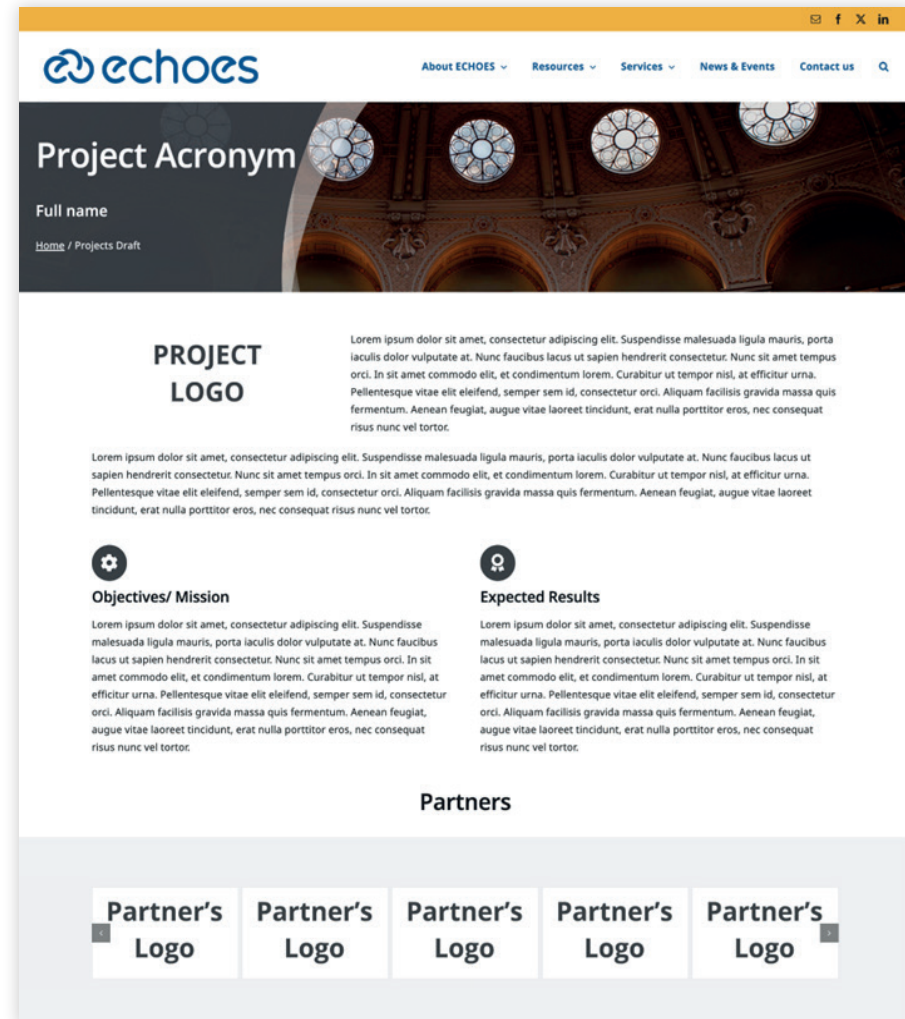 echoes
About ECHOES
Resources
Services
News & Events
Contact us
Project Acronym
Full name
Home / Projects Draft
PROJECT
LOGO
Lorem ipsum dolor sit amet, consectetur adipiscing elit. Suspendisse malesuada ligula mauris, porta
iaculis dolor vulputate at. Nunc faucibus lacus ut sapien hendrerit consectetur. Nunc sit amet tempus
orci. In sit amet commodo elit, et condimentum lorem. Curabitur ut tempor nisl, at efficitur urna.
Pellentesque vitae elit eleifend, semper sem id, consectetur orci. Aliquam facilisis gravida massa quis
fermentum. Aenean feugiat, augue vitae laoreet tincidunt, erat nulla porttitor eros, nec consequat
risus nunc vel tortor.
Lorem ipsum dolor sit amet, consectetur adipiscing elit. Suspendisse malesuada ligula mauris, porta iaculis dolor vulputate at. Nunc faucibus lacus ut
sapien hendrerit consectetur. Nunc sit amet tempus orci. In sit amet commodo elit, et condimentum lorem. Curabitur ut tempor nisl, at efficitur urna.
Pellentesque vitae elit eleifend, semper sem id, consectetur orci. Aliquam facilisis gravida massa quis fermentum. Aenean feugiat, augue vitae laoreet
tincidunt, erat nulla porttitor eros, nec consequat risus nunc vel tortor.
Objectives/ Mission
Lorem ipsum dolor sit amet, consectetur adipiscing elit. Suspendisse
malesuada ligula mauris, porta iaculis dolor vulputate at. Nunc faucibus
lacus ut sapien hendrerit consectetur. Nunc sit amet tempus orci. In sit
amet commodo elit, et condimentum lorem. Curabitur ut tempor nisl, at
efficitur urna. Pellentesque vitae elit eleifend, semper sem id, consectetur
orci. Aliquam facilisis gravida massa quis fermentum. Aenean feugiat,
augue vitae laoreet tincidunt, erat nulla porttitor eros, nec consequat
risus nunc vel tortor.
Expected Results
Lorem ipsum dolor sit amet, consectetur adipiscing elit. Suspendisse
malesuada ligula mauris, porta iaculis dolor vulputate at. Nunc faucibus
lacus ut sapien hendrerit consectetur. Nunc sit amet tempus orci. In sit
amet commodo elit, et condimentum lorem. Curabitur ut tempor nisl, at
efficitur urna. Pellentesque vitae elit eleifend, semper sem id, consectetur
orci. Aliquam facilisis gravida massa quis fermentum. Aenean feugiat,
augue vitae laoreet tincidunt, erat nulla porttitor eros, nec consequat
risus nunc vel tortor.
Partners
Partner's
Logo
Partner's
Logo
Partner's
Logo
Partner's
Logo
Partner's
Logo